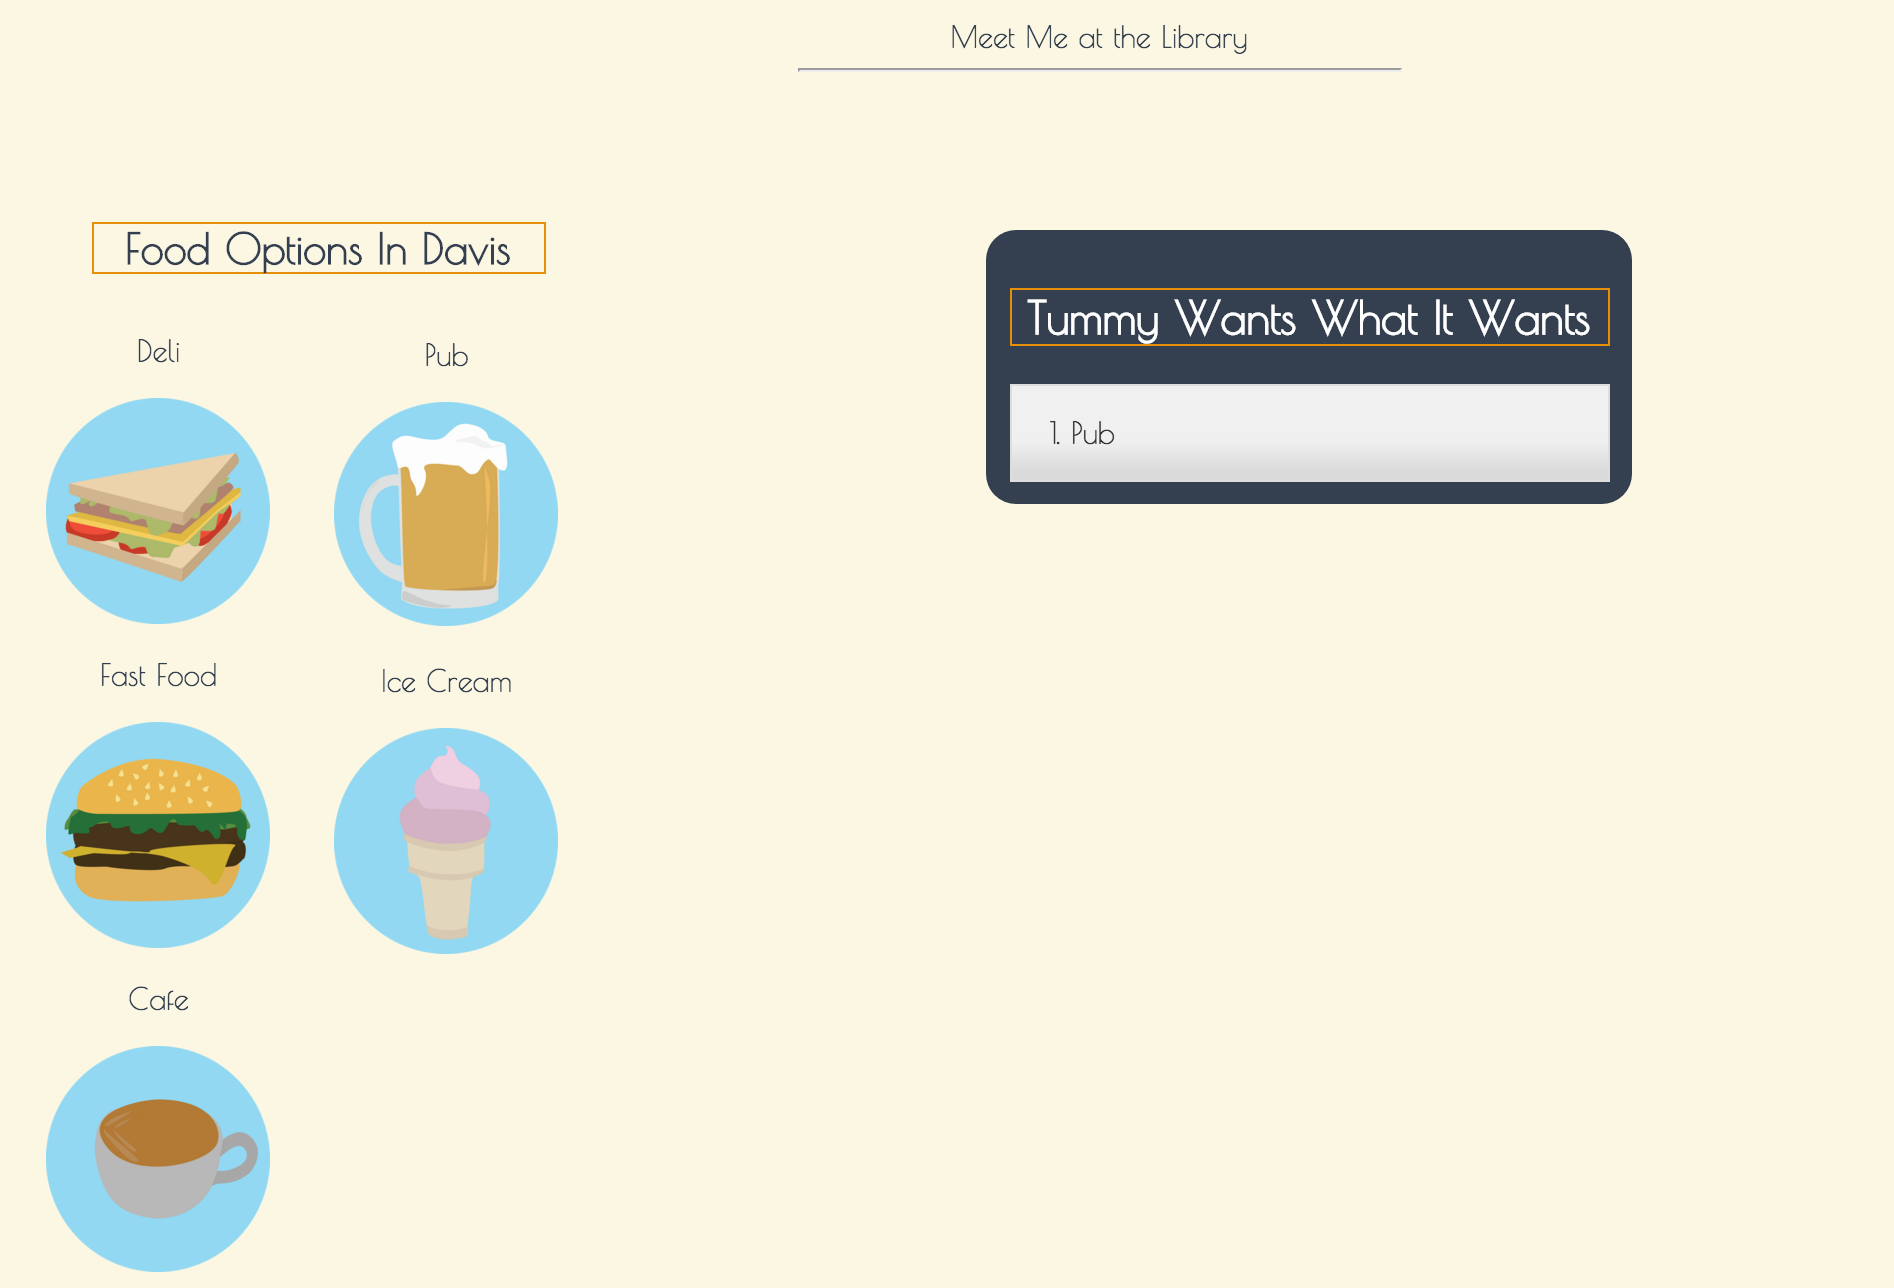 Meet Me at the Library
Food Options In Davis
Deli
Pub
Fast Food
Ice Cream
Cafe
Tummy Wants What It Wants
1. Pub